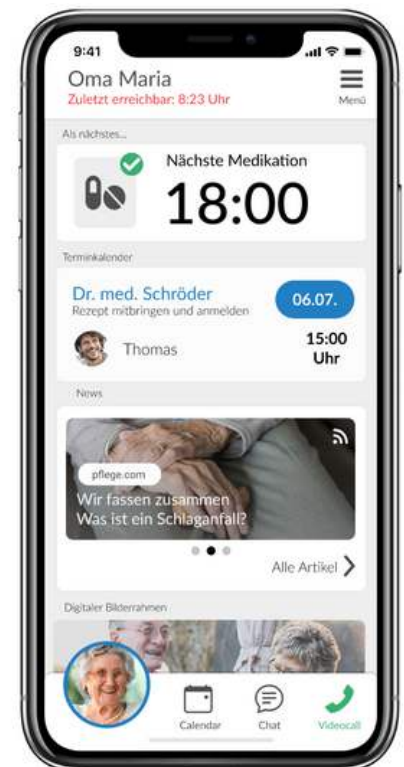 9:41
Oma Maria
Zuletzt erreichbar: 8:23 Uhr
Menü
Als nächstes...
Nächste Medikation
18:00
Terminkalender
Dr. med. Schröder
Rezept mitbringen und anmelden
06.07.
Thomas
15:00
Uhr
News
pflege.com
Wir fassen zusammen
Was ist ein Schlaganfall?
Alle Artikel
Digitaler Bilderrahmen
Calendar
Chat
Videocall